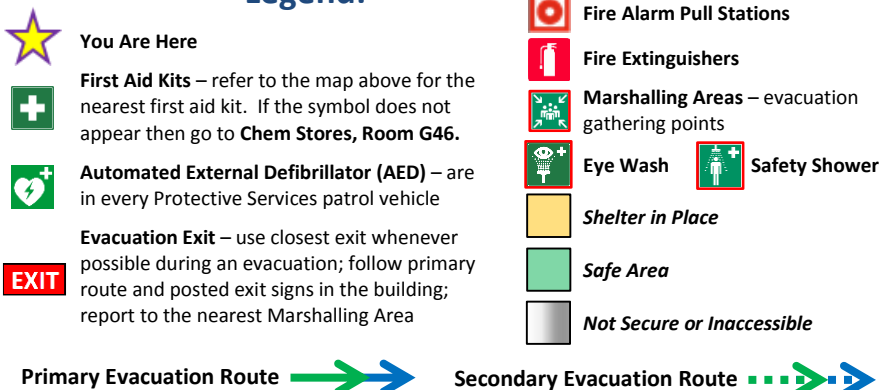 Legend:
You Are Here
First Aid Kits – refer to the map above for the
nearest first aid kit. If the symbol does not
appear then go to Chem Stores, Room G46.
Automated External Defibrillator (AED) – are
in every Protective Services patrol vehicle
Evacuation Exit – use closest exit whenever
possible during an evacuation; follow primary
route and posted exit signs in the building;
report to the nearest Marshalling Area
EXIT
Fire Alarm Pull Stations
Fire Extinguishers
Marshalling Areas – evacuation
gathering points
Eye Wash
Safety Shower
Shelter in Place
Safe Area
Not Secure or Inaccessible
Primary Evacuation Route
Secondary Evacuation Route